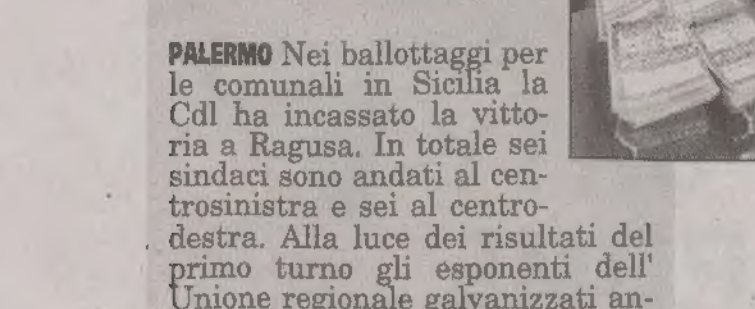 PALERMO Nei ballottaggi per
le comunali in Sicilia la
Cdl ha incassato la vitto-
ria a Ragusa. In totale sei
sindaci sono andati al cen-
trosinistra e sei al centro-
destra. Alla luce dei risultati del
primo turno gli esponenti dell'
Unione regionale galvanizzati an-